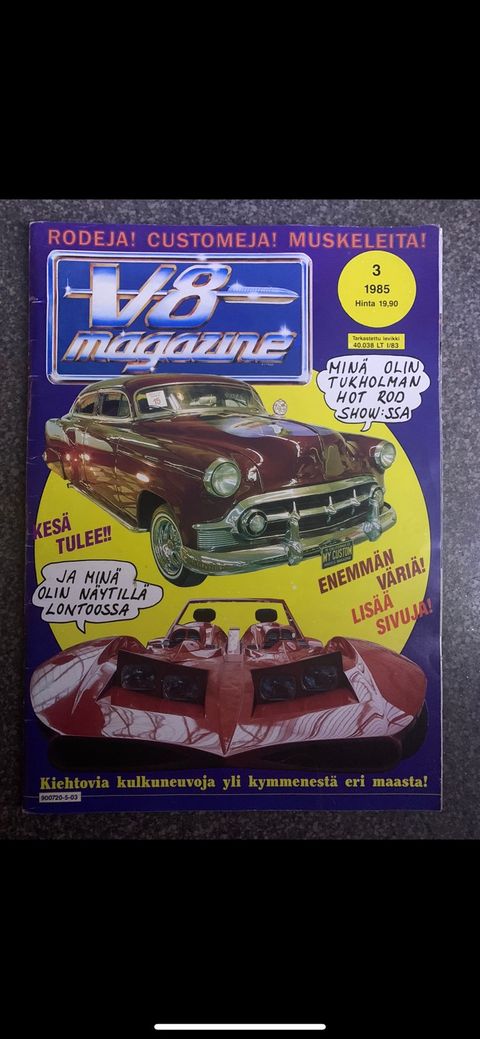 RODEJA! CUSTOMEJA! MUSKELEITA!
V8
magazine
3
1985
Hinta 19,90
Tarkastettu levikki
40.038 LT I/83
MINÄ OLIN
TUKHOLMAN
HOT ROD
SHOW:SSA
KESÄ
TULEE!!
MY CUSTOM
ENEMMÄN
VÄRIÄ!
LISÄÄ
SIVUJA!
JA MINÄ
OLIN NÄYTILLÄ
LONTOOSSA
Kiehtovia kulkuneuvoja yli kymmenestä eri maasta!
900720-5-03